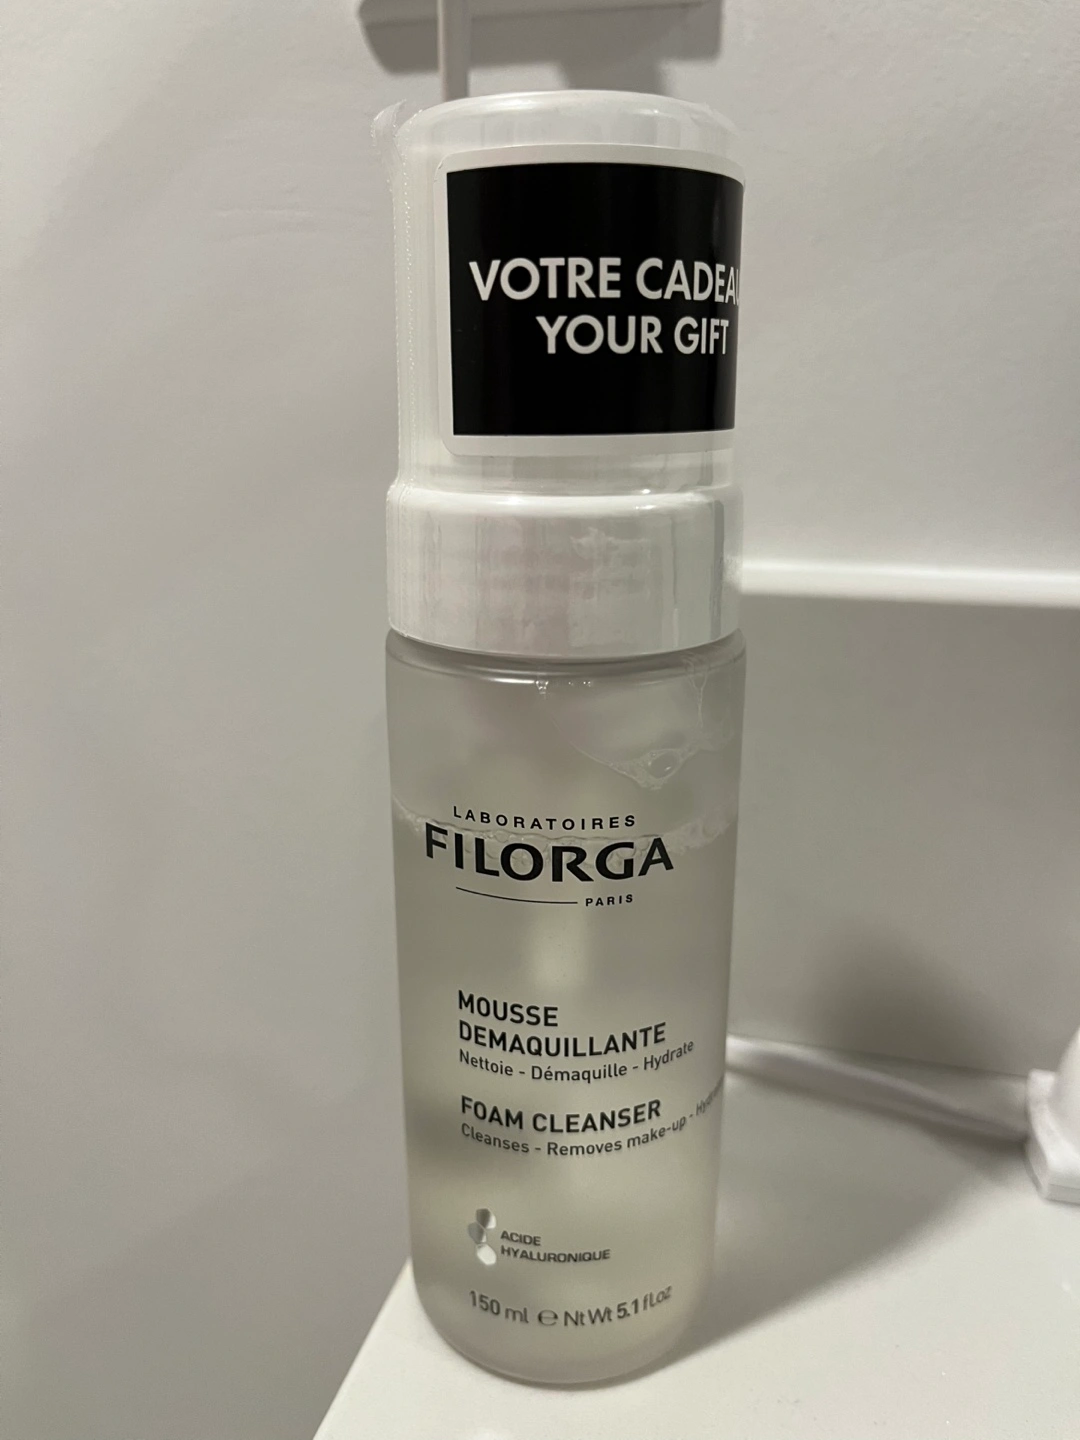 VOTRE CADEAU
YOUR GIFT
LABORATOIRES
FILORGA
PARIS
MOUSSE
DEMAQUILLANTE
Nettoie - Démaquille - Hydrate
FOAM CLEANSER
Cleanses - Removes make-up -
ACIDE
HYALURONIQUE
150 ml ℮ Nt Wt 5.1 fl.oz